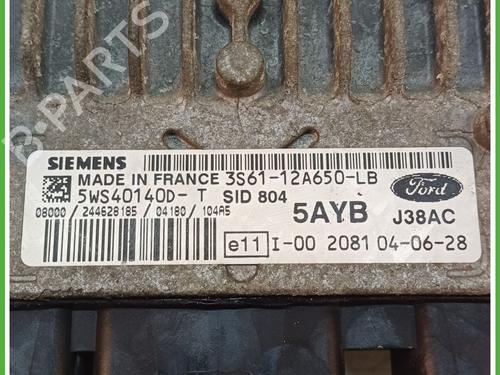 B-PARTS
SIEMENS
MADE IN FRANCE 3S61-12A650-LB
5WS40140D-T SID 804
08000 / 244628185 / 04180 / 104A5
5AYB
Ford
J38AC
e11 I-00 2081 04-06-28